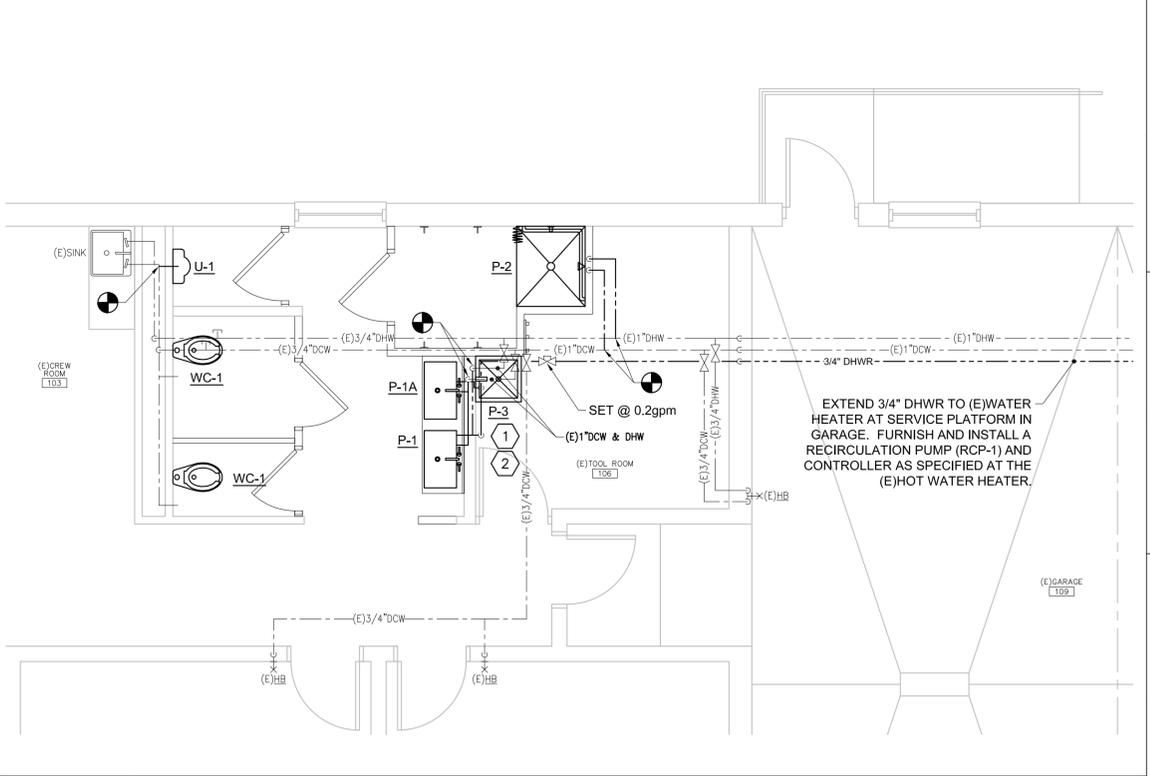 (E)SINK
U-1
P-2
(E)3/4"DHW
(E)1"DHW
(E)1"DHW
(E)3/4"DCW
(E)1"DCW
(E)1"DCW
3/4" DHWR
(E)CREW
ROOM
103
WC-1
P-1A
P-3
SET @ 0.2gpm
(E)3/4"DCW
(E)3/4"DHW
P-1
1
(E)1"DCW & DHW
2
(E)TOOL ROOM
106
EXTEND 3/4" DHWR TO (E)WATER
HEATER AT SERVICE PLATFORM IN
GARAGE. FURNISH AND INSTALL A
RECIRCULATION PUMP (RCP-1) AND
CONTROLLER AS SPECIFIED AT THE
(E)HOT WATER HEATER.
WC-1
(E)3/4"DCW
(E)HB
(E)GARAGE
109
(E)3/4"DCW
(E)HB
(E)HB